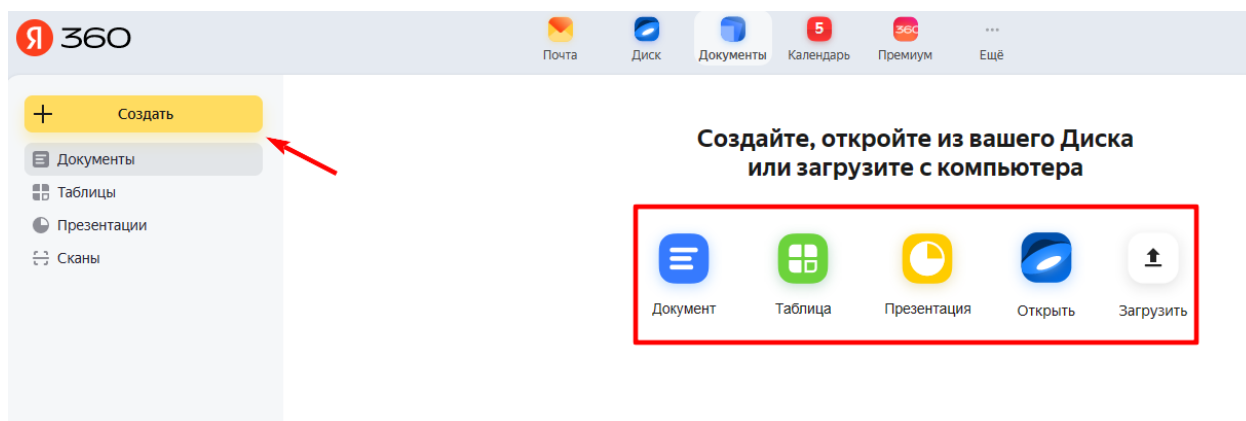 Я 360
Почта
Диск
Документы
5
Календарь
360
Премиум
Ещё
+ Создать
Документы
Таблицы
Презентации
Сканы
Создайте, откройте из вашего Диска
или загрузите с компьютера
Документ
Таблица
Презентация
Открыть
Загрузить